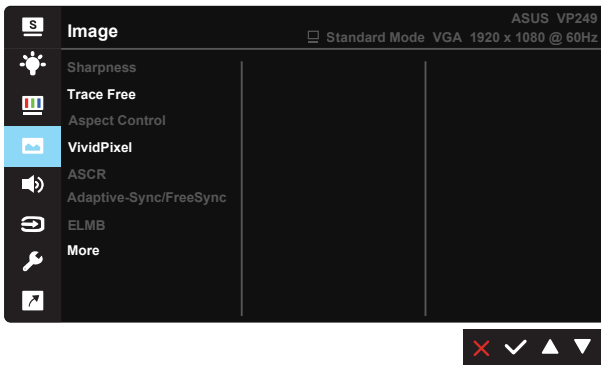 S
ASUS VP249
Image
Standard Mode VGA 1920 x 1080 @ 60Hz
Sharpness
Trace Free
Aspect Control
VividPixel
ASCR
Adaptive-Sync/FreeSync
ELMB
More